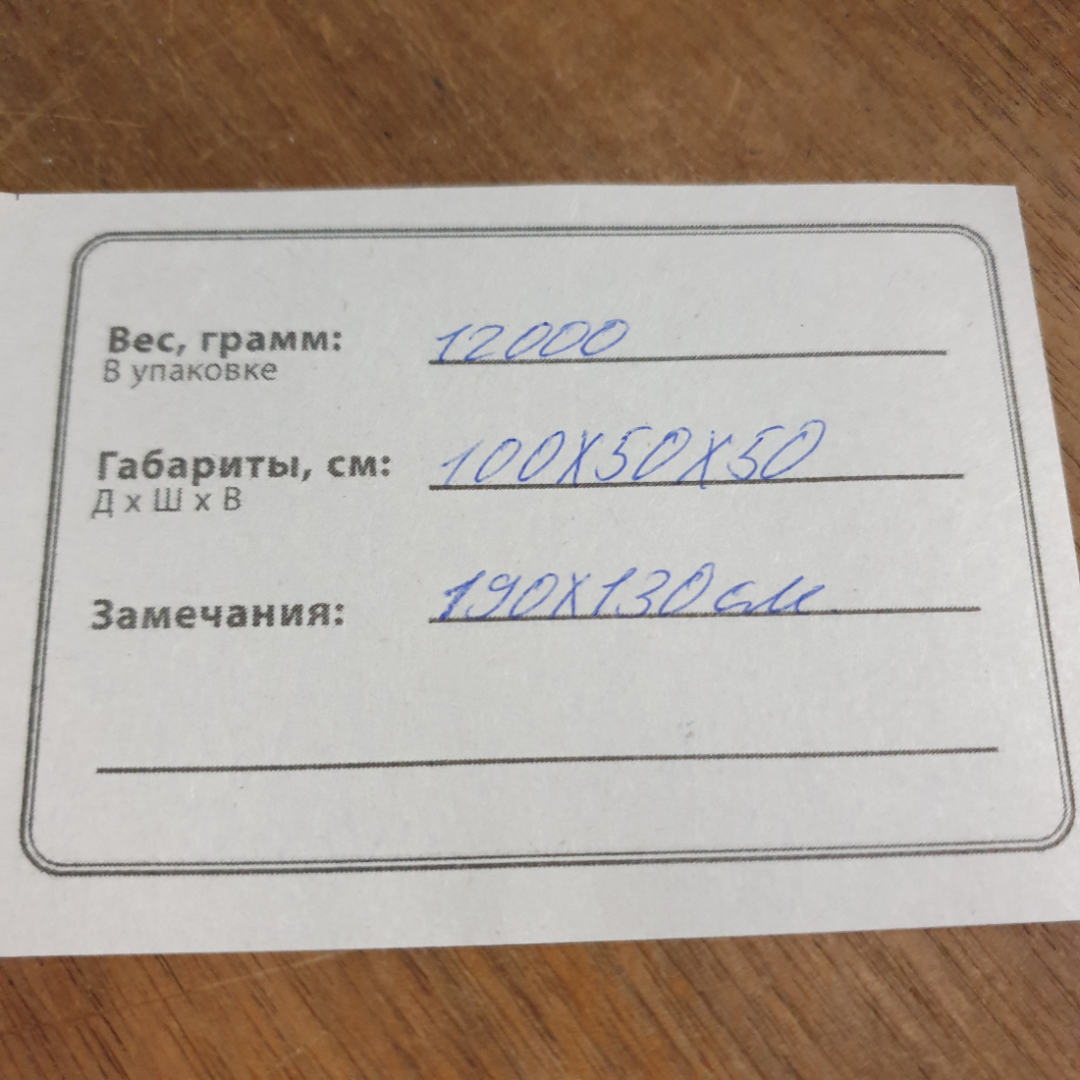 Вес, грамм: 12000
В упаковке
Габариты, см: 100х50х50
Д х Ш х В
Замечания: 190х130см.